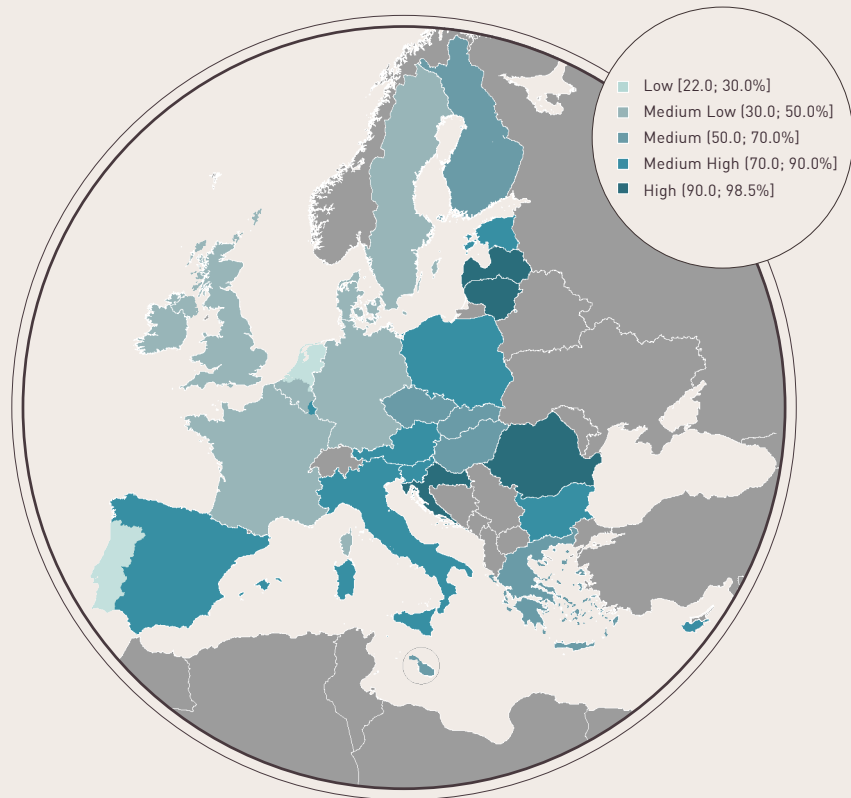 Low [22.0; 30.0%]
Medium Low (30.0; 50.0%]
Medium (50.0; 70.0%]
Medium High (70.0; 90.0%]
High (90.0; 98.5%]